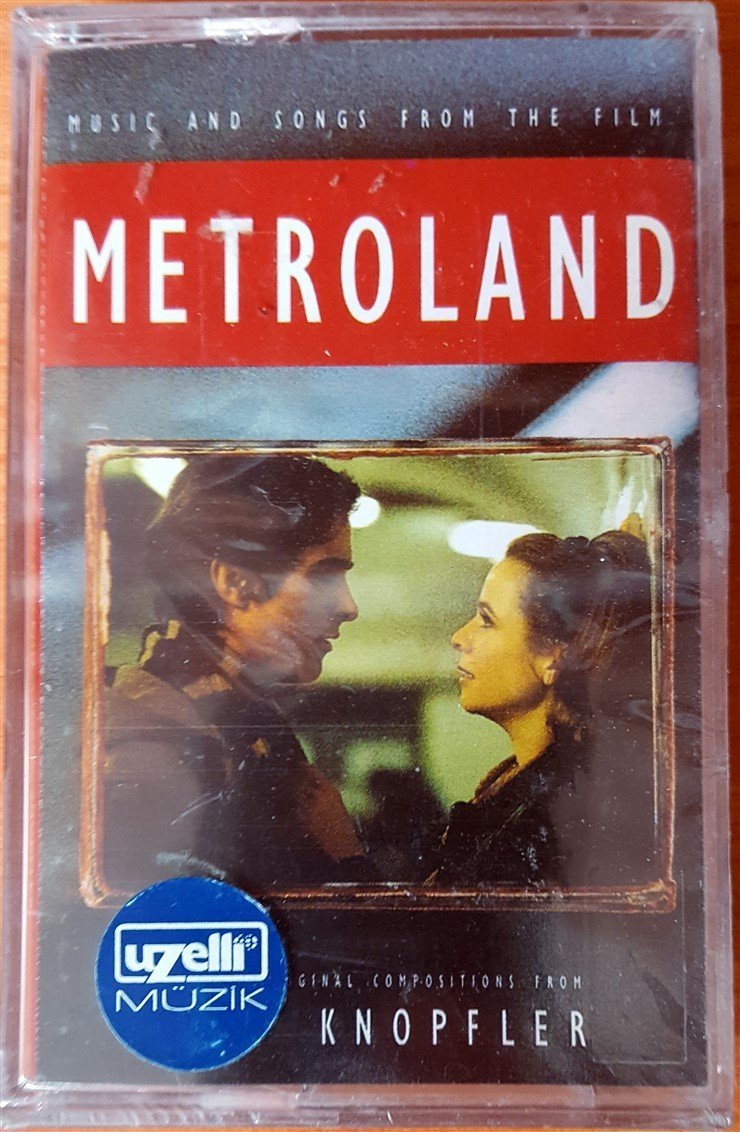 MUSIC AND SONGS FROM THE FILM
METROLAND
uzelli
MÜZİK
GINAL COMPOSITIONS FROM
KNOPFLER